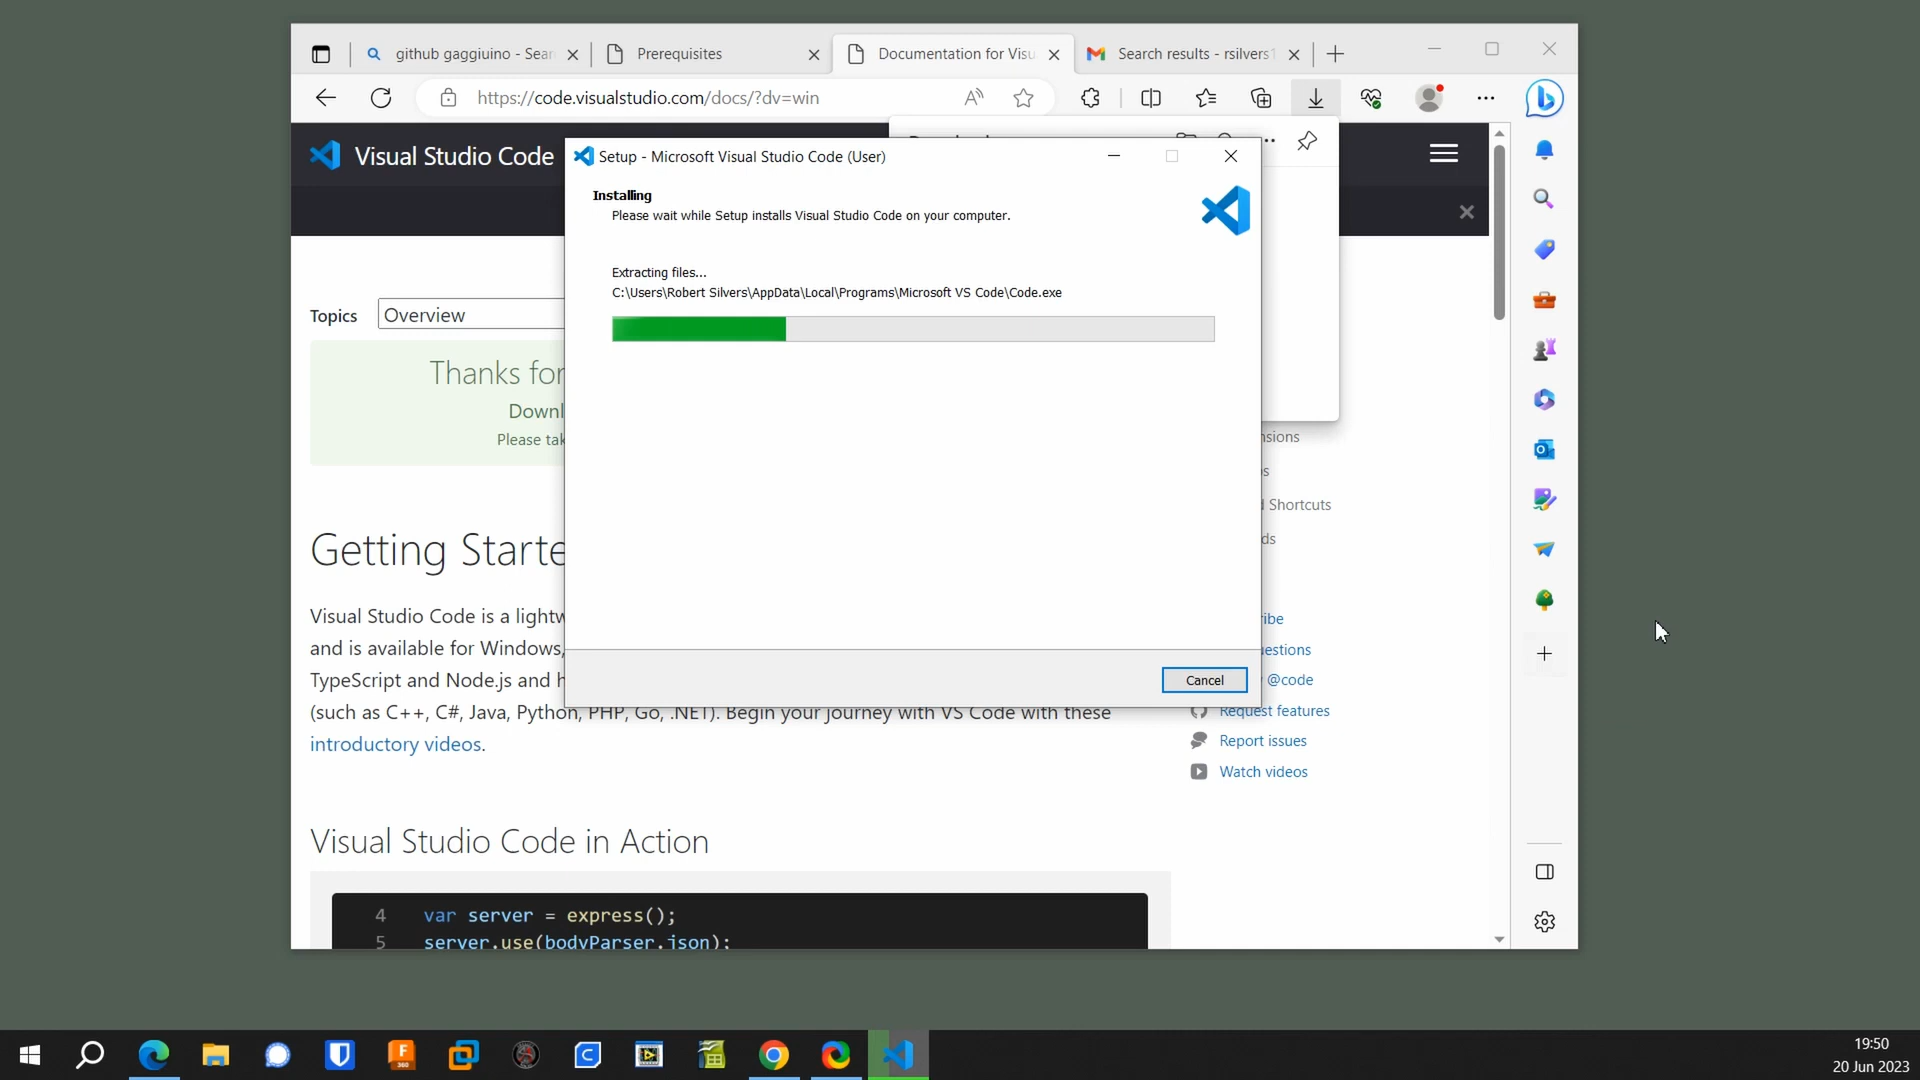 github gaggiuino - Sear
Prerequisites
Documentation for Visu
Search results - rsilvers1
https://code.visualstudio.com/docs/?dv=win
Visual Studio Code
Setup - Microsoft Visual Studio Code (User)
Installing
Please wait while Setup installs Visual Studio Code on your computer.
Extracting files...
C:\Users\Robert Silvers\AppData\Local\Programs\Microsoft VS Code\Code.exe
Cancel
Topics
Overview
Thanks for
Downl
Please tak
nsions
s
d Shortcuts
ds
Getting Starte
Visual Studio Code is a lightw
and is available for Windows,
TypeScript and Node.js and h
(such as C++, C#, Java, Python, PHP, Go, .NET). Begin your journey with VS Code with these
introductory videos.
ribe
uestions
@code
Request features
Report issues
Watch videos
Visual Studio Code in Action
4 var server = express();
5 server.use(bodyParser.json);
F
360
19:50
20 Jun 2023